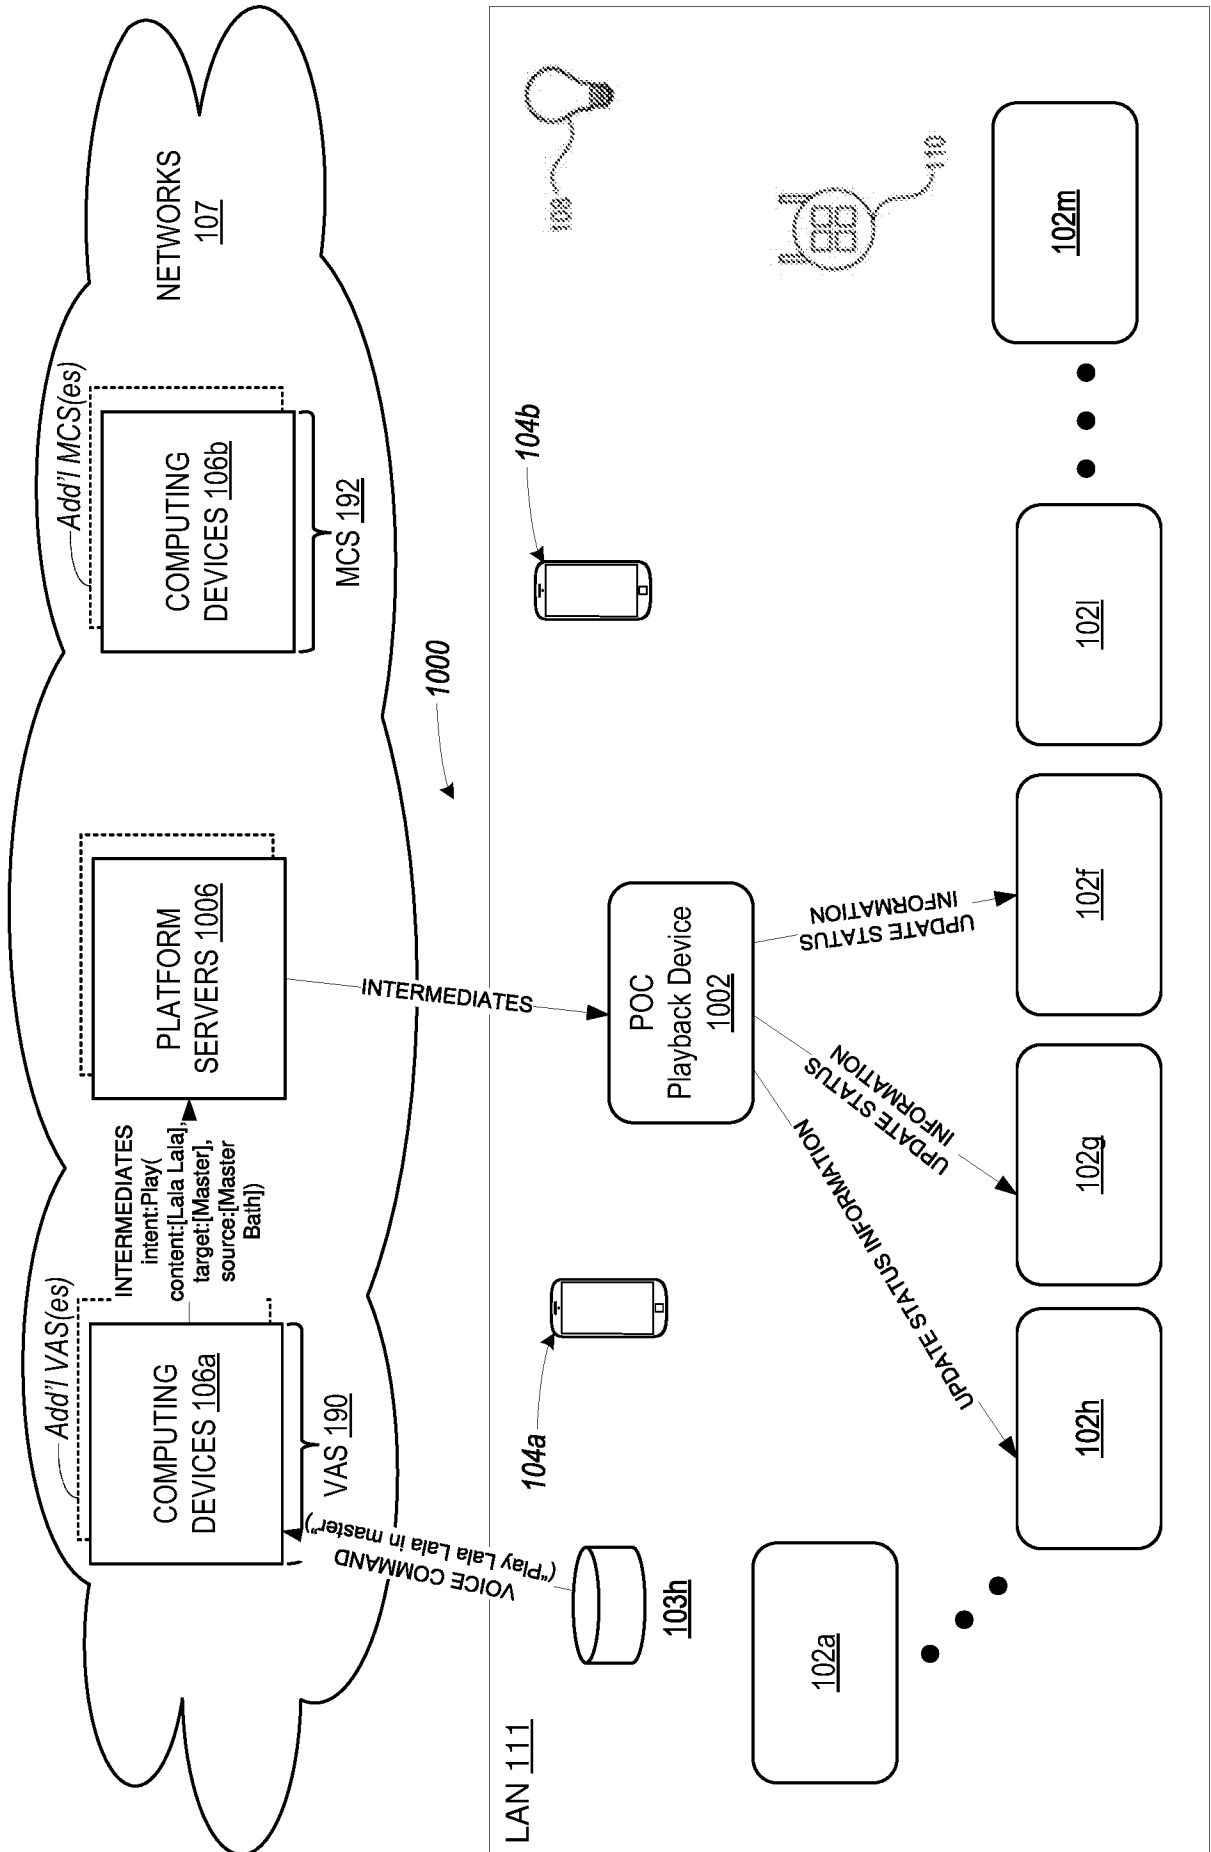 NETWORKS
107
Add'l VAS(es)
COMPUTING
DEVICES 106a
VAS 190
INTERMEDIATES
intent:Play(
content:[Lala Lala],
target:[Master],
source:[Master
Bath])
PLATFORM
SERVERS 1006
Add'l MCS(es)
COMPUTING
DEVICES 106b
MCS 192
1000
VOICE COMMAND
("Play Lala Lala in master")
INTERMEDIATES
LAN 111
103h
104a
104b
108
110
POC
Playback Device
1002
UPDATE STATUS INFORMATION
UPDATE STATUS
INFORMATION
UPDATE STATUS
INFORMATION
102a
102h
102g
102f
102l
102m